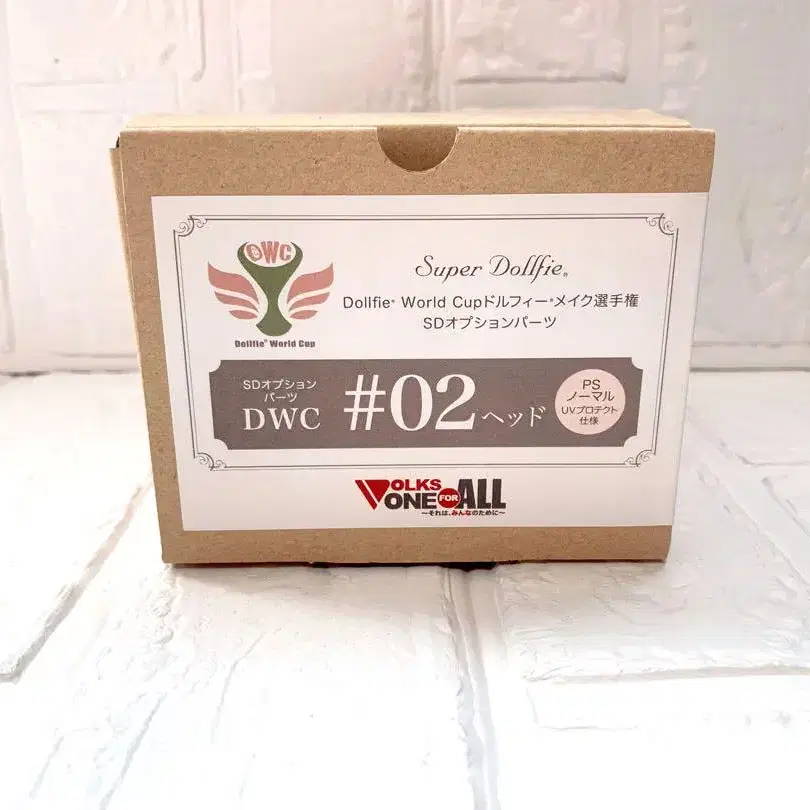 DWC
Dollfie® World Cup
Super Dollfie®
Dollfie® World Cupドルフィー®メイク選手権
SDオプションパーツ
SDオプション
パーツ
DWC
#02ヘッド
PS
ノーマル
UVプロテクト
仕様
VOLKS
ONE FOR ALL
〜それは、みんなのために〜